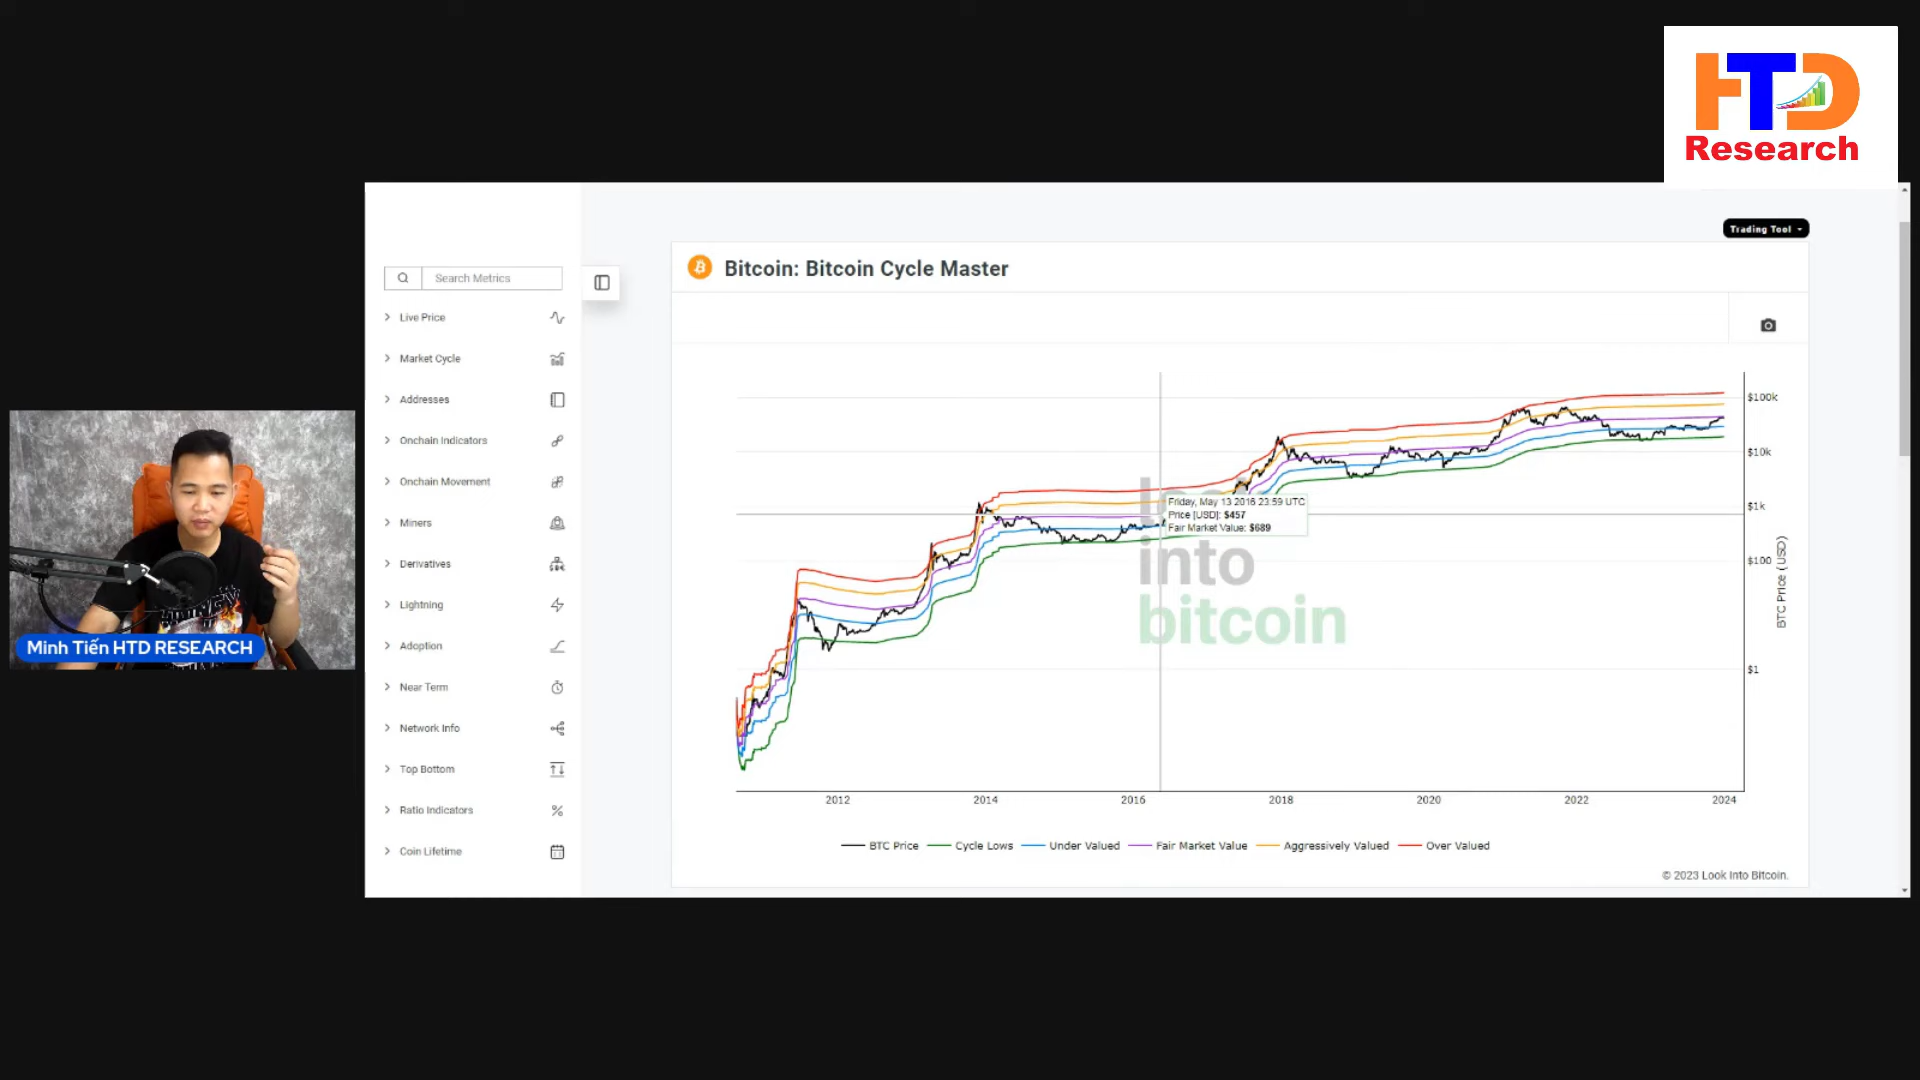 HTD
Research
Trading Tool
Bitcoin: Bitcoin Cycle Master
Search Metrics
Live Price
Market Cycle
Addresses
Onchain Indicators
Onchain Movement
Miners
Derivatives
Lightning
Adoption
Near Term
Network Info
Top Bottom
Ratio Indicators
Coin Lifetime
Minh Tiến HTD RESEARCH
$100k
$10k
$1k
$100
$1
BTC Price (USD)
Friday, May 13 2016 23:59 UTC
Price [USD]: $457
Fair Market Value: $689
into
bitcoin
2012
2014
2016
2018
2020
2022
2024
BTC Price
Cycle Lows
Under Valued
Fair Market Value
Aggressively Valued
Over Valued
© 2023 Look Into Bitcoin.